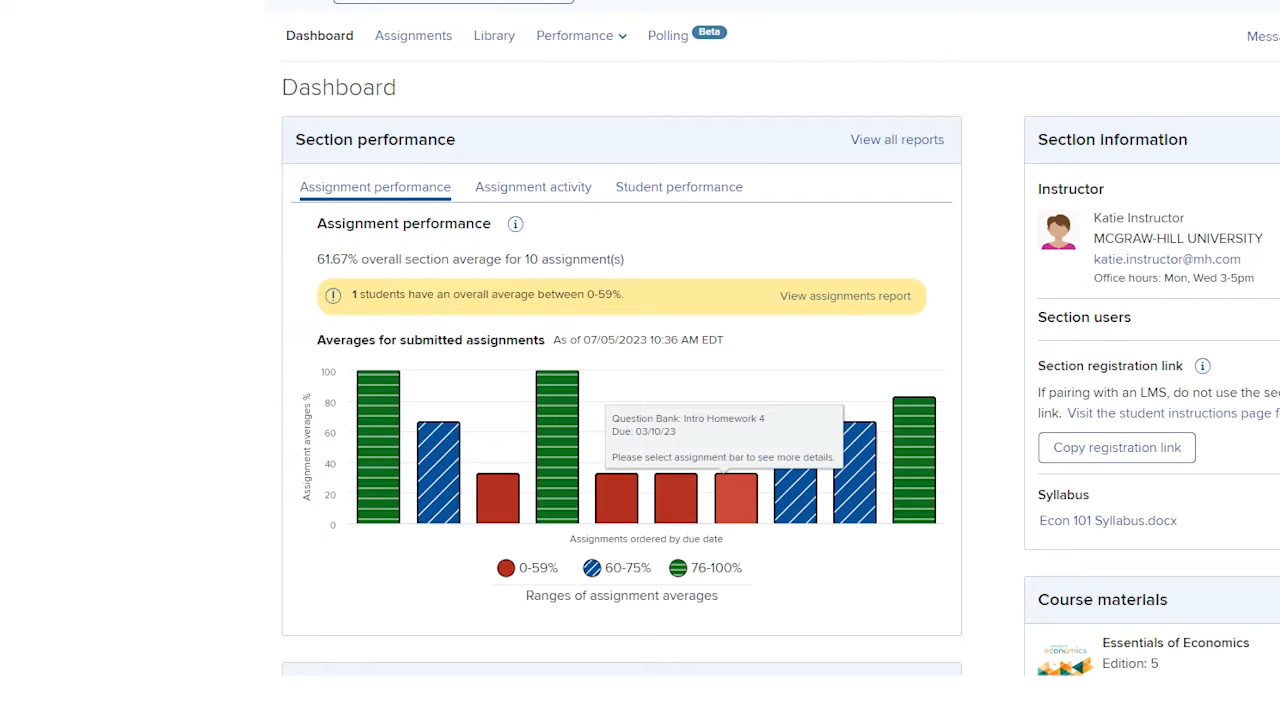 Dashboard Assignments Library Performance Polling Beta
Dashboard
Section performance View all reports
Assignment performance Assignment activity Student performance
Assignment performance
61.67% overall section average for 10 assignment(s)
1 students have an overall average between 0-59%. View assignments report
Averages for submitted assignments As of 07/05/2023 10:36 AM EDT
Assignment averages %
100
80
60
40
20
0
Question Bank: Intro Homework 4
Due: 03/10/23
Please select assignment bar to see more details.
Assignments ordered by due date
0-59% 60-75% 76-100%
Ranges of assignment averages
Section information
Instructor
Katie Instructor
MCGRAW-HILL UNIVERSITY
katie.instructor@mh.com
Office hours: Mon, Wed 3-5pm
Section users
Section registration link
If pairing with an LMS, do not use the
link. Visit the student instructions page
Copy registration link
Syllabus
Econ 101 Syllabus.docx
Course materials
economics
Essentials of Economics
Edition: 5